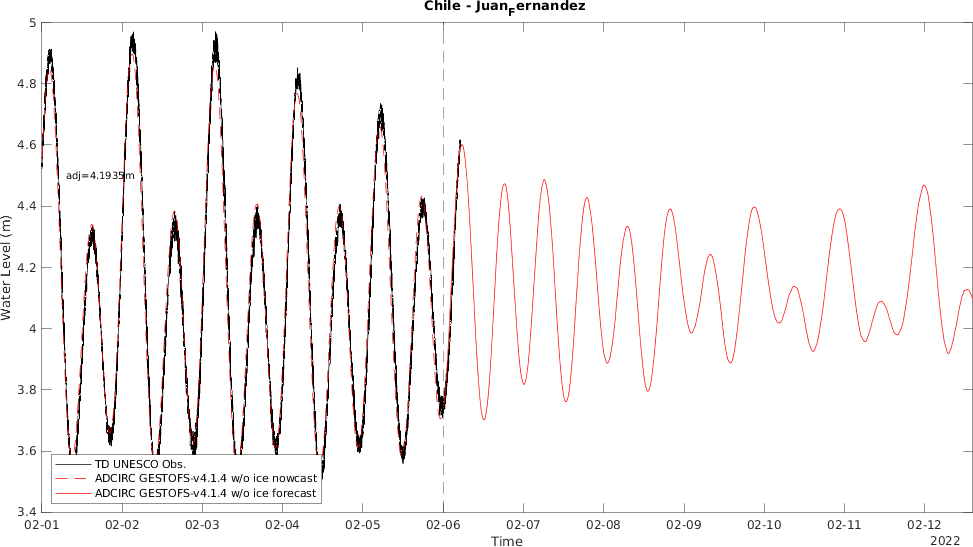 Chile - JuanFernandez
5
4.8
4.6
4.4
4.2
4
3.8
3.6
3.4
Water Level (m)
adj=4.1935m
TD UNESCO Obs.
ADCIRC GESTOFS-v4.1.4 w/o ice nowcast
ADCIRC GESTOFS-v4.1.4 w/o ice forecast
02-01 02-02 02-03 02-04 02-05 02-06 02-07 02-08 02-09 02-10 02-11 02-12
Time
2022